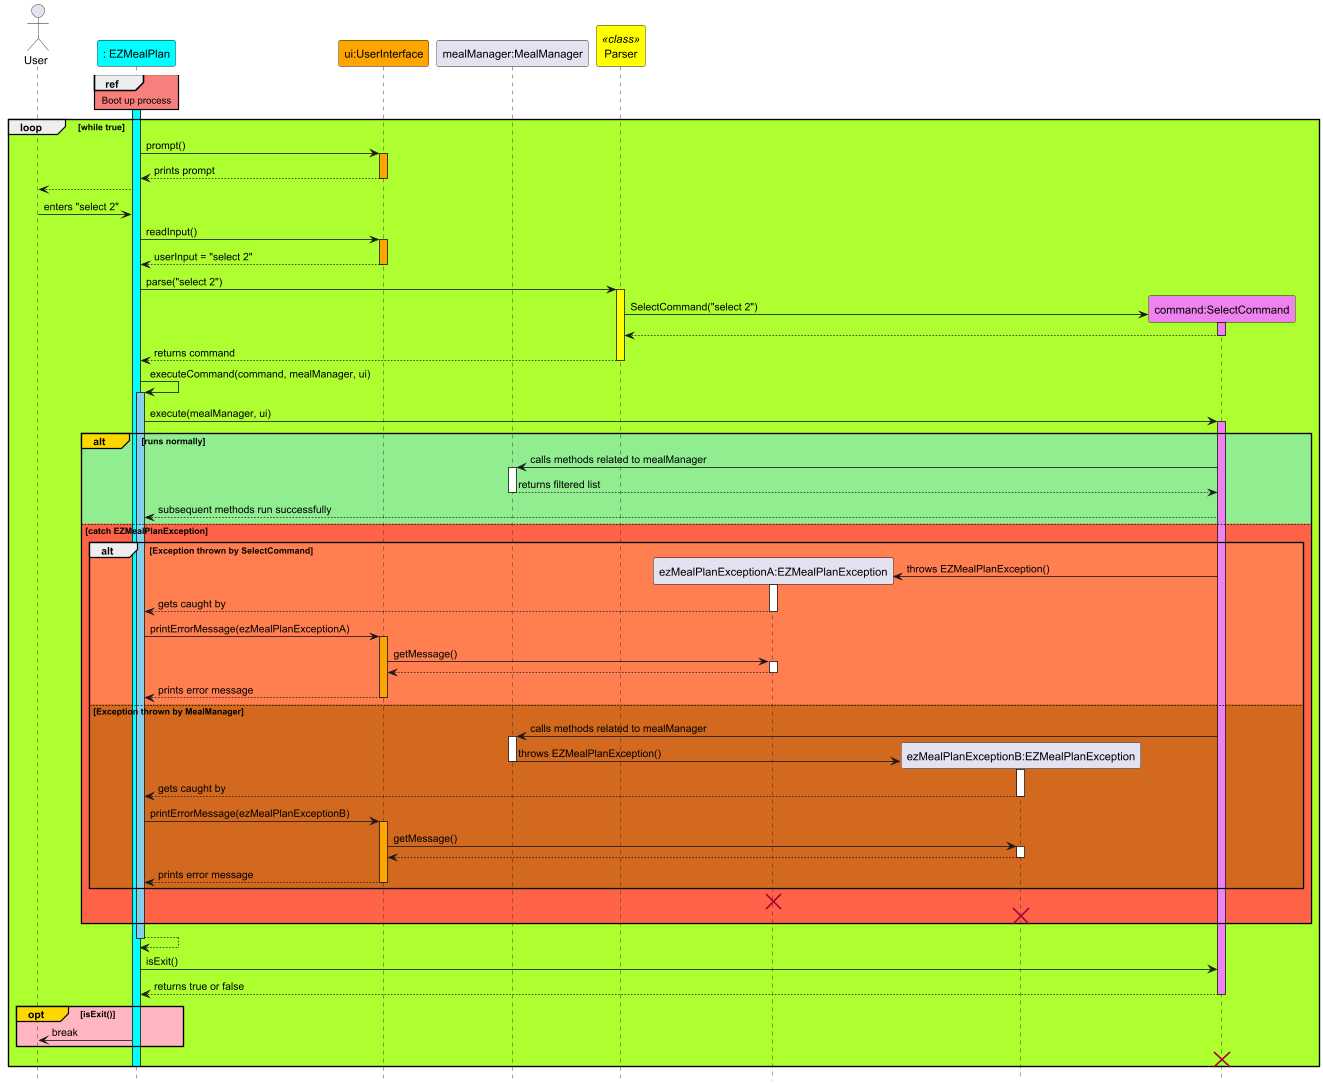 User
: EZMealPlan
ui:UserInterface
mealManager:MealManager
«class»
Parser
ref
Boot up process
loop
[while true]
prompt()
prints prompt
enters "select 2"
readInput()
userInput = "select 2"
parse("select 2")
SelectCommand("select 2")
command:SelectCommand
returns command
executeCommand(command, mealManager, ui)
execute(mealManager, ui)
alt
[runs normally]
calls methods related to mealManager
returns filtered list
subsequent methods run successfully
[catch EZMealPlanException]
alt
[Exception thrown by SelectCommand]
ezMealPlanExceptionA:EZMealPlanException
throws EZMealPlanException()
gets caught by
printErrorMessage(ezMealPlanExceptionA)
getMessage()
prints error message
[Exception thrown by MealManager]
calls methods related to mealManager
throws EZMealPlanException()
ezMealPlanExceptionB:EZMealPlanException
gets caught by
printErrorMessage(ezMealPlanExceptionB)
getMessage()
prints error message
isExit()
returns true or false
opt
[isExit()]
break